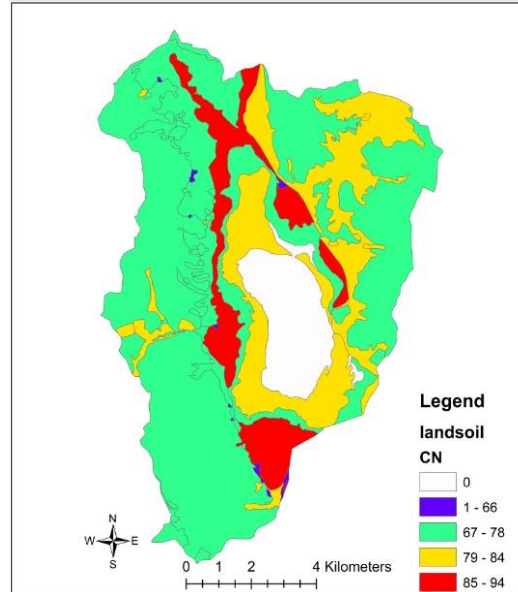 Legend
landsoil
CN
0
1 - 66
67 - 78
79 - 84
85 - 94
N
W E
S
0 1 2 4 Kilometers